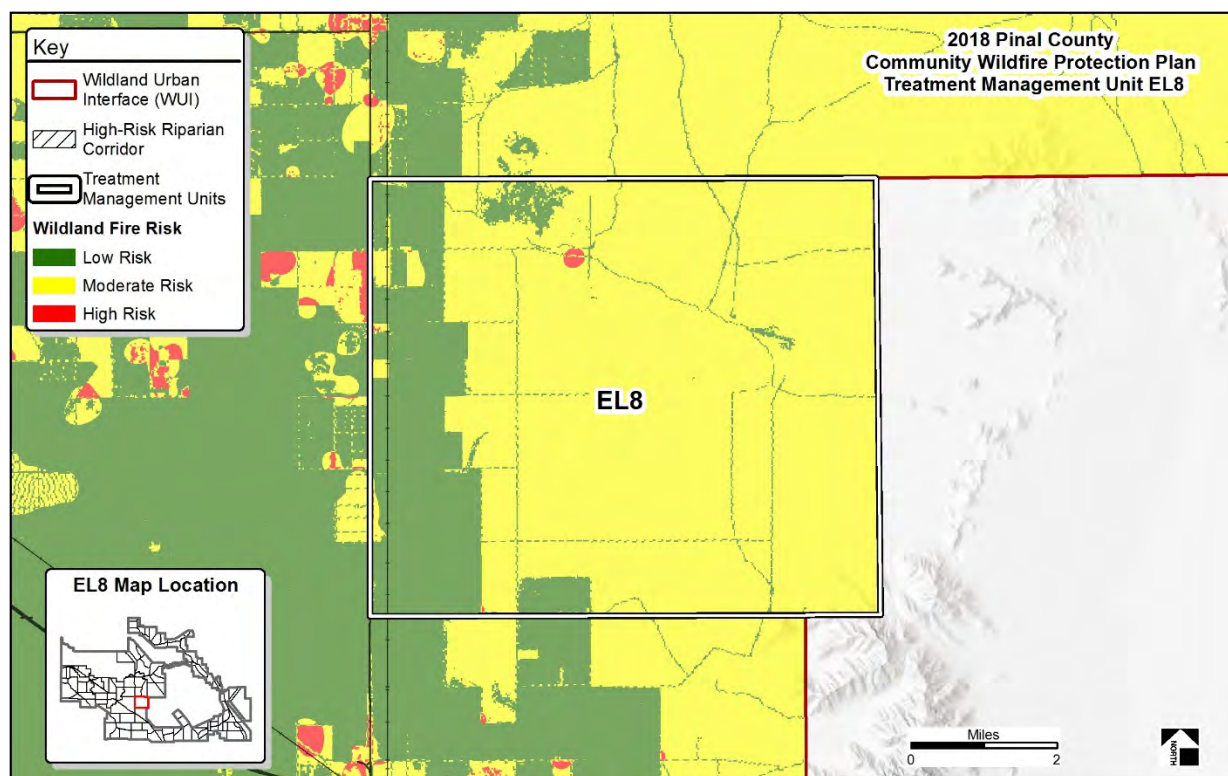 Key
Wildland Urban
Interface (WUI)
High-Risk Riparian
Corridor
Treatment
Management Units
Wildland Fire Risk
Low Risk
Moderate Risk
High Risk
2018 Pinal County
Community Wildfire Protection Plan
Treatment Management Unit EL8
EL8
EL8 Map Location
Miles
0
2
NORTH